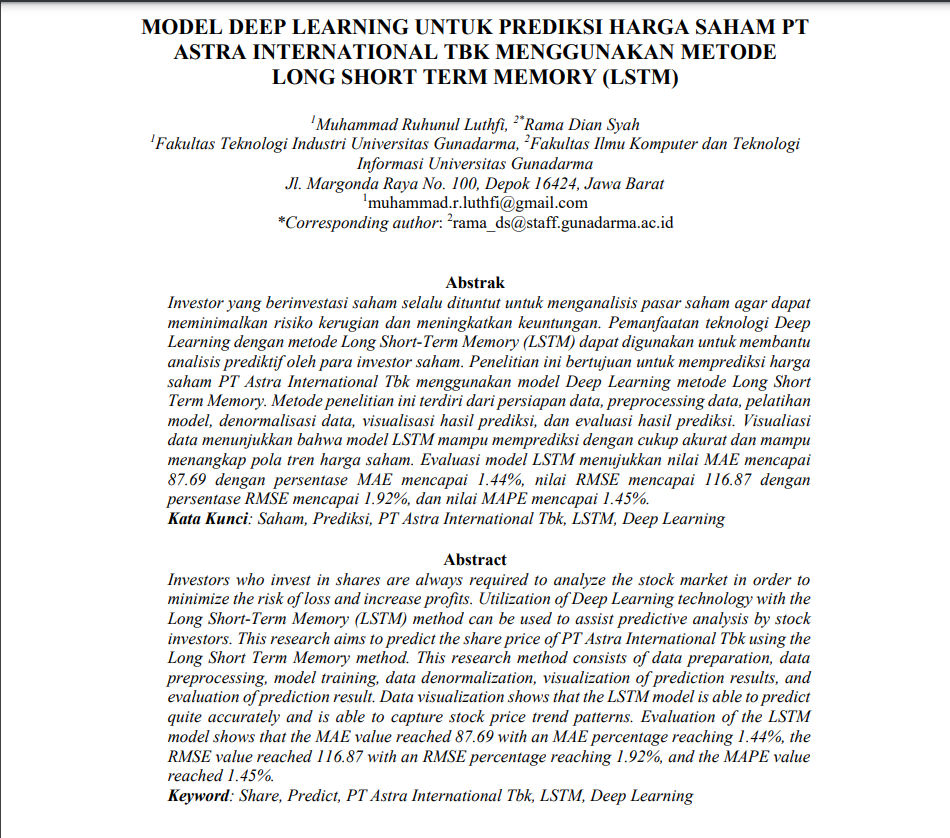 MODEL DEEP LEARNING UNTUK PREDIKSI HARGA SAHAM PT
ASTRA INTERNATIONAL TBK MENGGUNAKAN METODE
LONG SHORT TERM MEMORY (LSTM)
1Muhammad Ruhunul Luthfi, 2*Rama Dian Syah
1Fakultas Teknologi Industri Universitas Gunadarma, 2Fakultas Ilmu Komputer dan Teknologi
Informasi Universitas Gunadarma
Jl. Margonda Raya No. 100, Depok 16424, Jawa Barat
1muhammad.r.luthfi@gmail.com
*Corresponding author: 2rama_ds@staff.gunadarma.ac.id
Abstrak
Investor yang berinvestasi saham selalu dituntut untuk menganalisis pasar saham agar dapat
meminimalkan risiko kerugian dan meningkatkan keuntungan. Pemanfaatan teknologi Deep
Learning dengan metode Long Short-Term Memory (LSTM) dapat digunakan untuk membantu
analisis prediktif oleh para investor saham. Penelitian ini bertujuan untuk memprediksi harga
saham PT Astra International Tbk menggunakan model Deep Learning metode Long Short
Term Memory. Metode penelitian ini terdiri dari persiapan data, preprocessing data, pelatihan
model, denormalisasi data, visualisasi hasil prediksi, dan evaluasi hasil prediksi. Visualiasi
data menunjukkan bahwa model LSTM mampu memprediksi dengan cukup akurat dan mampu
menangkap pola tren harga saham. Evaluasi model LSTM menujukkan nilai MAE mencapai
87.69 dengan persentase MAE mencapai 1.44%, nilai RMSE mencapai 116.87 dengan
persentase RMSE mencapai 1.92%, dan nilai MAPE mencapai 1.45%.
Kata Kunci: Saham, Prediksi, PT Astra International Tbk, LSTM, Deep Learning
Abstract
Investors who invest in shares are always required to analyze the stock market in order to
minimize the risk of loss and increase profits. Utilization of Deep Learning technology with the
Long Short-Term Memory (LSTM) method can be used to assist predictive analysis by stock
investors. This research aims to predict the share price of PT Astra International Tbk using the
Long Short Term Memory method. This research method consists of data preparation, data
preprocessing, model training, data denormalization, visualization of prediction results, and
evaluation of prediction result. Data visualization shows that the LSTM model is able to predict
quite accurately and is able to capture stock price trend patterns. Evaluation of the LSTM
model shows that the MAE value reached 87.69 with an MAE percentage reaching 1.44%, the
RMSE value reached 116.87 with an RMSE percentage reaching 1.92%, and the MAPE value
reached 1.45%.
Keyword: Share, Predict, PT Astra International Tbk, LSTM, Deep Learning